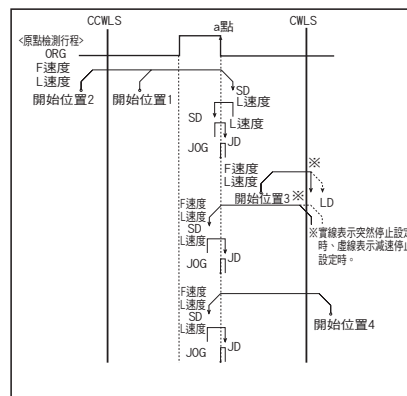 CCWLS
a點
CWLS
<原點檢測行程>
ORG
F速度
L速度
SD
開始位置2
開始位置1
L速度
SD
L速度
JD
JOG
F速度
L速度
※
開始位置3
※
LD
F速度
L速度
SD
※實線表示突然停止設定
時、虛線表示減速停止
設定時。
L速度
JOG
JD
F速度
L速度
SD
開始位置4
L速度
JOG
JD